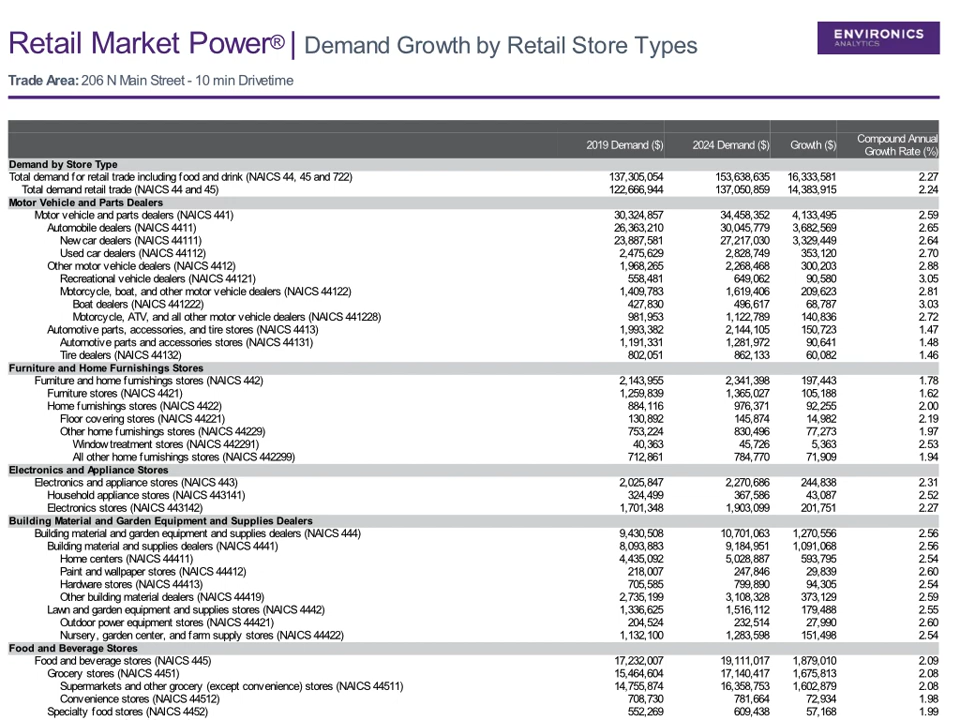 Retail Market Power® | Demand Growth by Retail Store Types
ENVIRONICS
ANALYTICS
Trade Area: 206 N Main Street - 10 min Drivetime
2019 Demand ($) 2024 Demand ($) Growth ($) Compound Annual Growth Rate (%)
Demand by Store Type
Total demand for retail trade including food and drink (NAICS 44, 45 and 722) 137,305,054 153,638,635 16,333,581 2.27
Total demand retail trade (NAICS 44 and 45) 122,666,944 137,050,859 14,383,915 2.24
Motor Vehicle and Parts Dealers
Motor vehicle and parts dealers (NAICS 441) 30,324,857 34,458,352 4,133,495 2.59
Automobile dealers (NAICS 4411) 26,363,210 30,045,779 3,682,569 2.65
New car dealers (NAICS 44111) 23,887,581 27,217,030 3,329,449 2.64
Used car dealers (NAICS 44112) 2,475,629 2,828,749 353,120 2.70
Other motor vehicle dealers (NAICS 4412) 1,968,265 2,268,468 300,203 2.88
Recreational vehicle dealers (NAICS 44121) 558,481 649,062 90,580 3.05
Motorcycle, boat, and other motor vehicle dealers (NAICS 44122) 1,409,783 1,619,406 209,623 2.81
Boat dealers (NAICS 441222) 427,830 496,617 68,787 3.03
Motorcycle, ATV, and all other motor vehicle dealers (NAICS 441228) 981,953 1,122,789 140,836 2.72
Automotive parts, accessories, and tire stores (NAICS 4413) 1,993,382 2,144,105 150,723 1.47
Automotive parts and accessories stores (NAICS 44131) 1,191,331 1,281,972 90,641 1.48
Tire dealers (NAICS 44132) 802,051 862,133 60,082 1.46
Furniture and Home Furnishings Stores
Furniture and home furnishings stores (NAICS 442) 2,143,955 2,341,398 197,443 1.78
Furniture stores (NAICS 4421) 1,259,839 1,365,027 105,188 1.62
Home furnishings stores (NAICS 4422) 884,116 976,371 92,255 2.00
Floor covering stores (NAICS 44221) 130,892 145,874 14,982 2.19
Other home furnishings stores (NAICS 44229) 753,224 830,496 77,273 1.97
Window treatment stores (NAICS 442291) 40,363 45,726 5,363 2.53
All other home furnishings stores (NAICS 442299) 712,861 784,770 71,909 1.94
Electronics and Appliance Stores
Electronics and appliance stores (NAICS 443) 2,025,847 2,270,686 244,838 2.31
Household appliance stores (NAICS 443141) 324,499 367,586 43,087 2.52
Electronics stores (NAICS 443142) 1,701,348 1,903,099 201,751 2.27
Building Material and Garden Equipment and Supplies Dealers
Building material and garden equipment and supplies dealers (NAICS 444) 9,430,508 10,701,063 1,270,556 2.56
Building material and supplies dealers (NAICS 4441) 8,093,883 9,184,951 1,091,068 2.56
Home centers (NAICS 44411) 4,435,092 5,028,887 593,795 2.54
Paint and wallpaper stores (NAICS 44412) 218,007 247,846 29,839 2.60
Hardware stores (NAICS 44413) 705,585 799,890 94,305 2.54
Other building material dealers (NAICS 44419) 2,735,199 3,108,328 373,129 2.59
Lawn and garden equipment and supplies stores (NAICS 4442) 1,336,625 1,516,112 179,488 2.55
Outdoor power equipment stores (NAICS 44421) 204,524 232,514 27,990 2.60
Nursery, garden center, and farm supply stores (NAICS 44422) 1,132,100 1,283,598 151,498 2.54
Food and Beverage Stores
Food and beverage stores (NAICS 445) 17,232,007 19,111,017 1,879,010 2.09
Grocery stores (NAICS 4451) 15,464,604 17,140,417 1,675,813 2.08
Supermarkets and other grocery (except convenience) stores (NAICS 44511) 14,755,874 16,358,753 1,602,879 2.08
Convenience stores (NAICS 44512) 708,730 781,664 72,934 1.98
Specialty food stores (NAICS 4452) 552,269 609,438 57,168 1.99